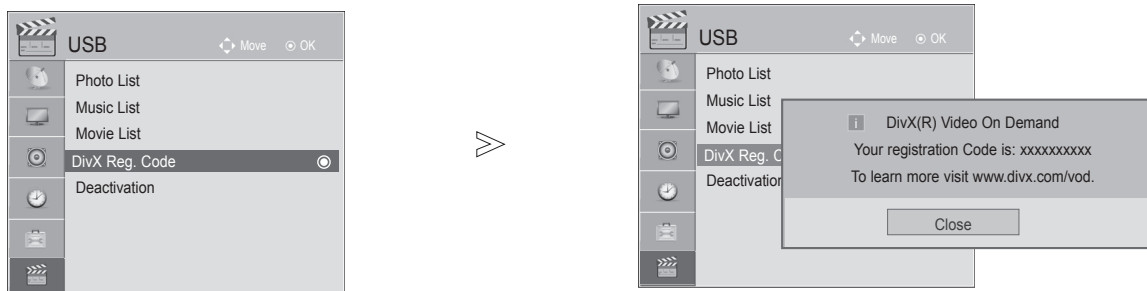 USB
Move OK
Photo List
Music List
Movie List
DivX Reg. Code
Deactivation
USB
Move OK
Photo List
Music List
Movie List
DivX Reg. C
Deactivation
i DivX(R) Video On Demand
Your registration Code is: xxxxxxxxxx
To learn more visit www.divx.com/vod.
Close